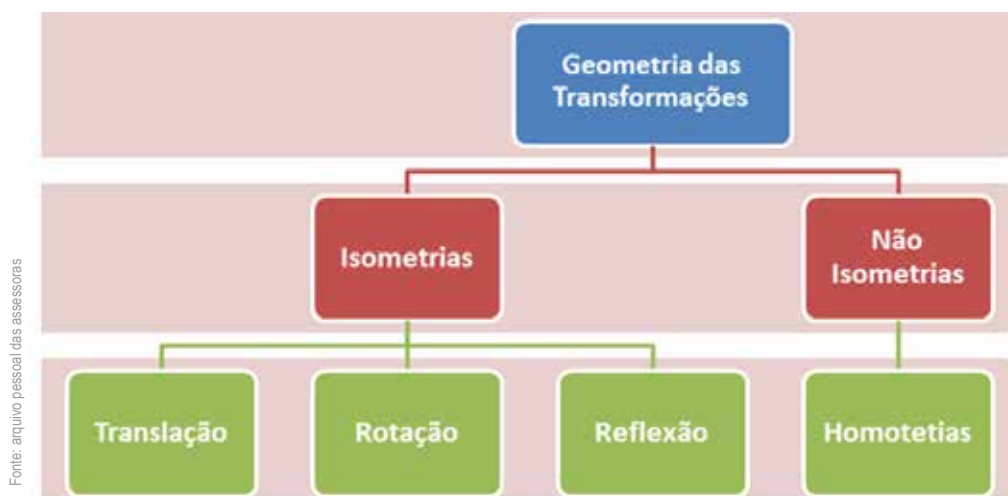 Geometria das
Transformações
Isometrias
Não
Isometrias
Translação
Rotação
Reflexão
Homotetias
Fonte: arquivo pessoal das assessoras